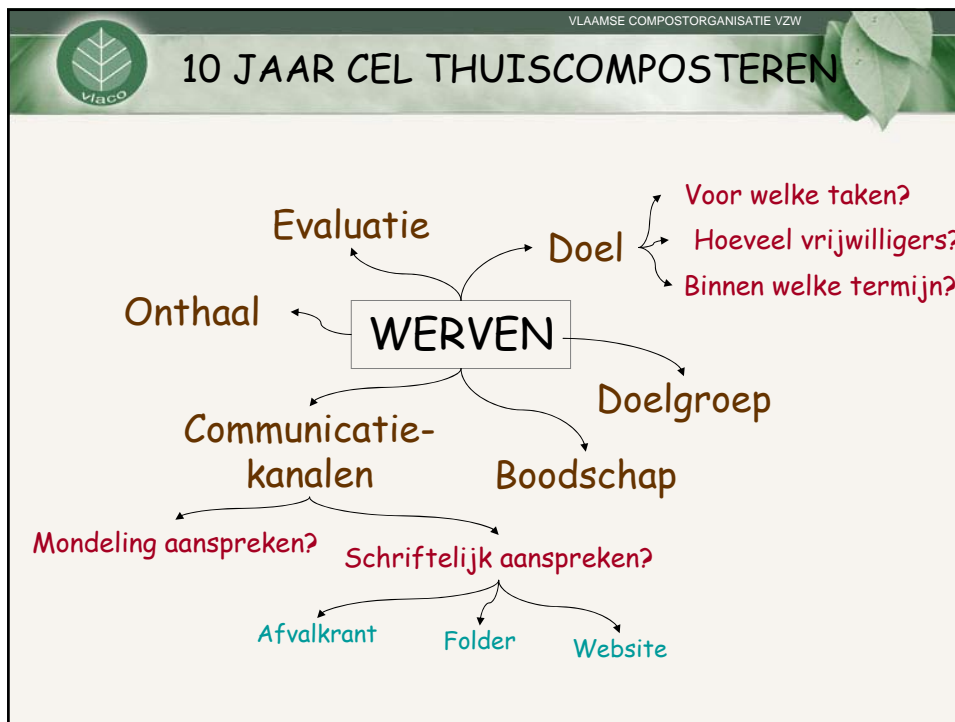 VLAAMSE COMPOSTORGANISATIE VZW
vlaco
10 JAAR CEL THUISCOMPOSTEREN
Evaluatie
Doel
Voor welke taken?
Hoeveel vrijwilligers?
Binnen welke termijn?
Onthaal
WERVEN
Doelgroep
Communicatie-
kanalen
Boodschap
Mondeling aanspreken?
Schriftelijk aanspreken?
Afvalkrant
Folder
Website